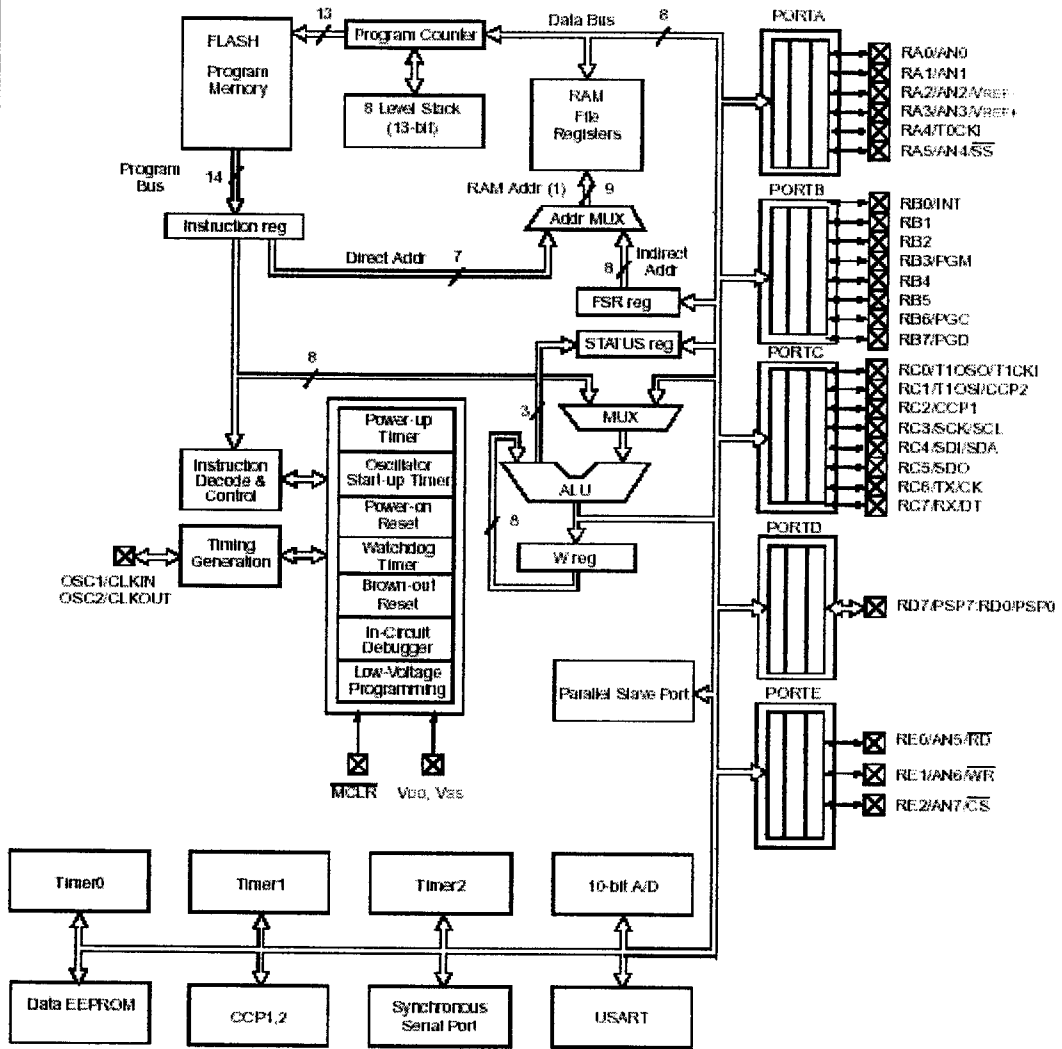 13
Data Bus
8
PORTA
FLASH
Program
Memory
Program Counter
8 Level Stack
(13-bit)
RAM
File
Registers
RA0/AN0
RA1/AN1
RA2/AN2/VREF-
RA3/AN3/VREF+
RA4/T0CKI
RA5/AN4/SS
Program
Bus
14
RAM Addr (1)
9
PORTB
Instruction reg
Addr MUX
RB0/INT
RB1
RB2
RB3/PGM
RB4
RB5
RB6/PGC
RB7/PGD
Direct Addr
7
8
Indirect
Addr
FSR reg
STATUS reg
PORTC
8
3
MUX
RC0/T1OSO/T1CKI
RC1/T1OSI/CCP2
RC2/CCP1
RC3/SCK/SCL
RC4/SDI/SDA
RC5/SDO
RC6/TX/CK
RC7/RX/DT
Power-up
Timer
Oscillator
Start-up Timer
Power-on
Reset
Watchdog
Timer
Brown-out
Reset
In-Circuit
Debugger
Low-Voltage
Programming
Instruction
Decode &
Control
Timing
Generation
OSC1/CLKIN
OSC2/CLKOUT
ALU
8
W reg
PORTD
RD7/PSP7:RD0/PSP0
Parallel Slave Port
PORTE
RE0/AN5/RD
RE1/AN6/WR
RE2/AN7/CS
MCLR
VDD, VSS
Timer0
Timer1
Timer2
10-bit A/D
Data EEPROM
CCP1,2
Synchronous
Serial Port
USART